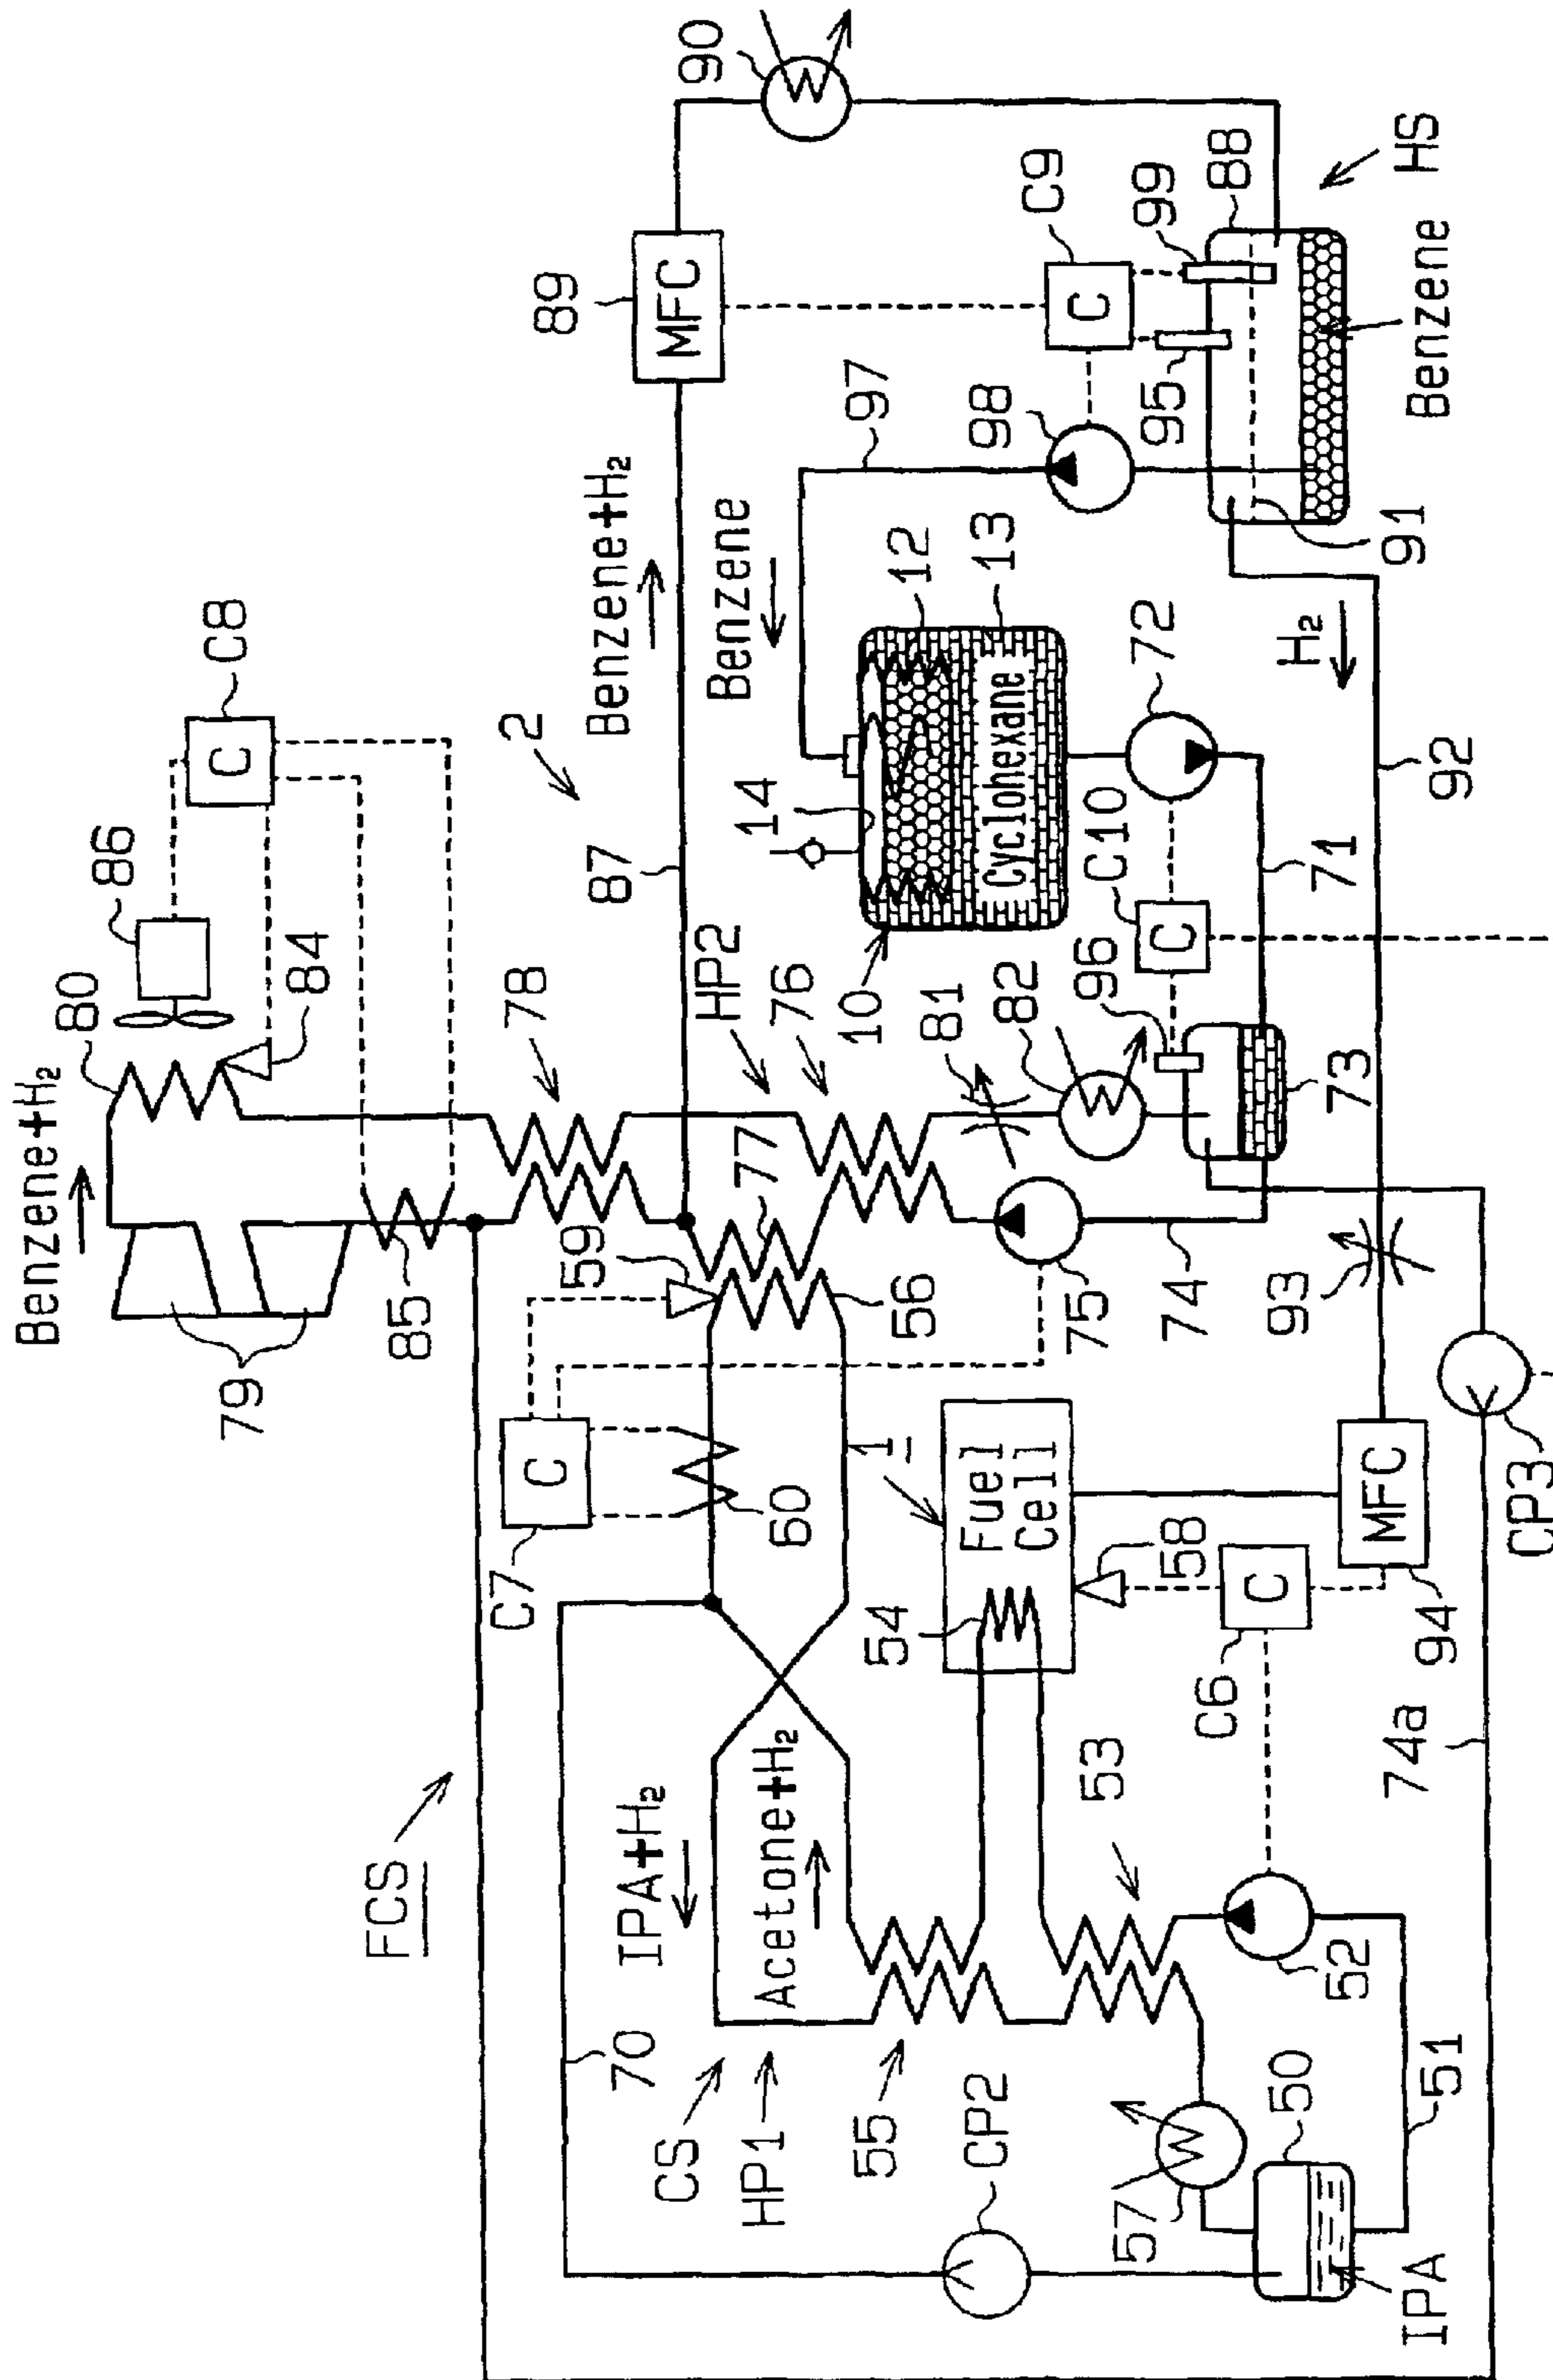 90
HS
88
C9
99
89
MFC
C
Benzene
95
98
97
91
Benzene+H₂
Benzene
12
13
72
H₂
C8
C
2
14
Cyclohexane
92
86
87
C10
C
71
80
84
78
HP2
76
10
81
82
96
73
Benzene+H₂
77
59
56
75
74
93
79
85
C
C7
60
1
Fuel
Cell
MFC
CP3
58
54
C
94
C6
74a
53
FCS
IPA+H₂
Acetone+H₂
52
70
CS
HP1
55
CP2
57
50
51
IPA